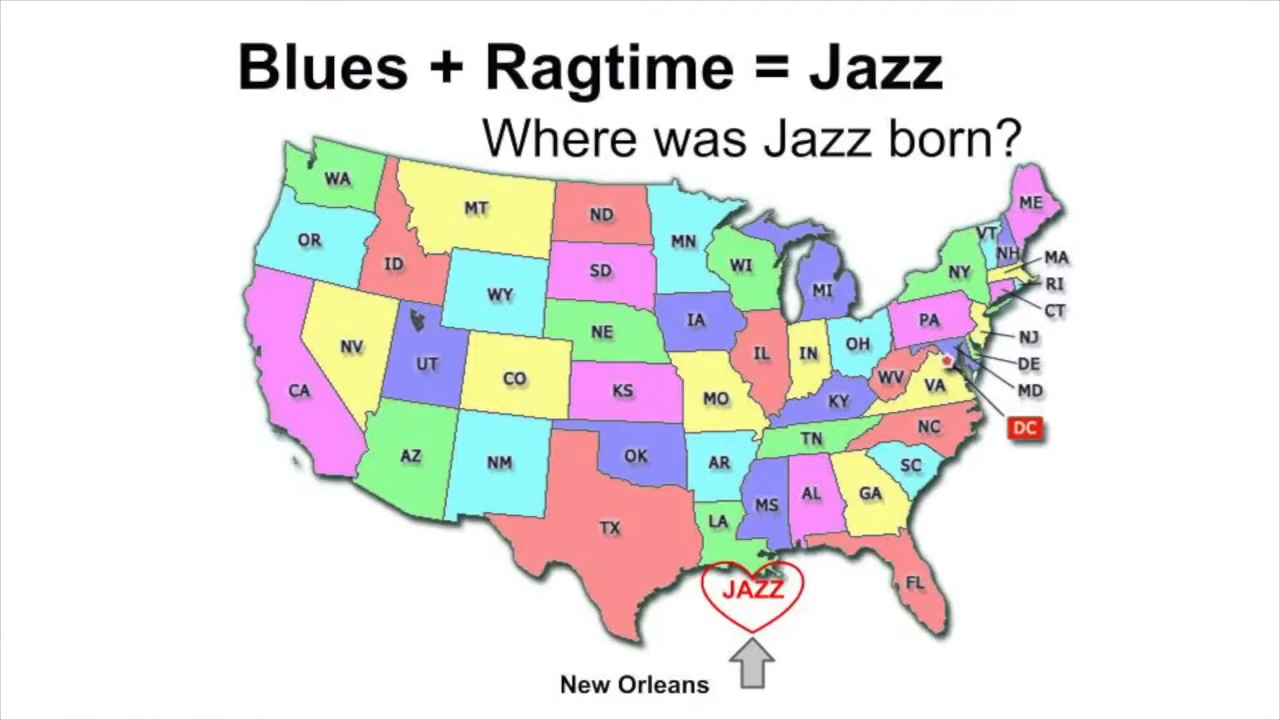 Blues + Ragtime = Jazz
Where was Jazz born?
WA
MT
ND
MN
ME
VT
NH
OR
ID
SD
WI
NY
MA
RI
WY
MI
CT
NE
IA
PA
NJ
NV
UT
IL
IN
OH
DE
CA
CO
KS
MO
WV
VA
MD
KY
DC
TN
NC
AZ
NM
OK
AR
SC
MS
AL
GA
TX
LA
FL
JAZZ
New Orleans